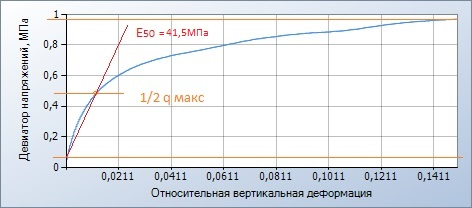 Девиатор напряжений, МПа
1
0,8
0,6
0,4
0,2
0
E50 = 41,5МПа
1/2 q макс
0,0211 0,0411 0,0611 0,0811 0,1011 0,1211 0,1411
Относительная вертикальная деформация